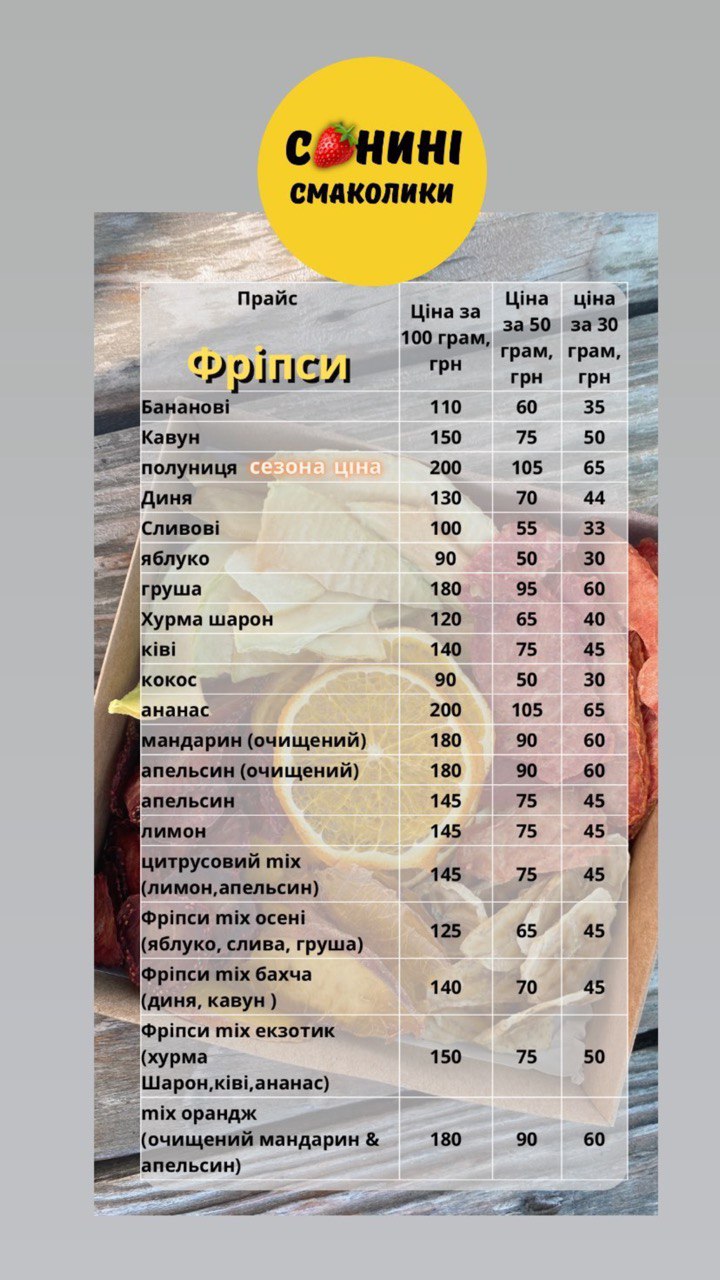 СОНИНІ
СМАКОЛИКИ
Прайс
Фріпси
Ціна за
100 грам,
грн
Ціна
за 50
грам,
грн
ціна
за 30
грам,
грн
Бананові 110 60 35
Кавун 150 75 50
полуниця сезона ціна 200 105 65
Диня 130 70 44
Сливові 100 55 33
яблуко 90 50 30
груша 180 95 60
Хурма шарон 120 65 40
ківі 140 75 45
кокос 90 50 30
ананас 200 105 65
мандарин (очищений) 180 90 60
апельсин (очищений) 180 90 60
апельсин 145 75 45
лимон 145 75 45
цитрусовий mix
(лимон,апельсин) 145 75 45
Фріпси mix осені
(яблуко, слива, груша) 125 65 45
Фріпси mix бахча
(диня, кавун ) 140 70 45
Фріпси mix екзотик
(хурма 150 75 50
Шарон,ківі,ананас)
mix орандж
(очищений мандарин & 180 90 60
апельсин)